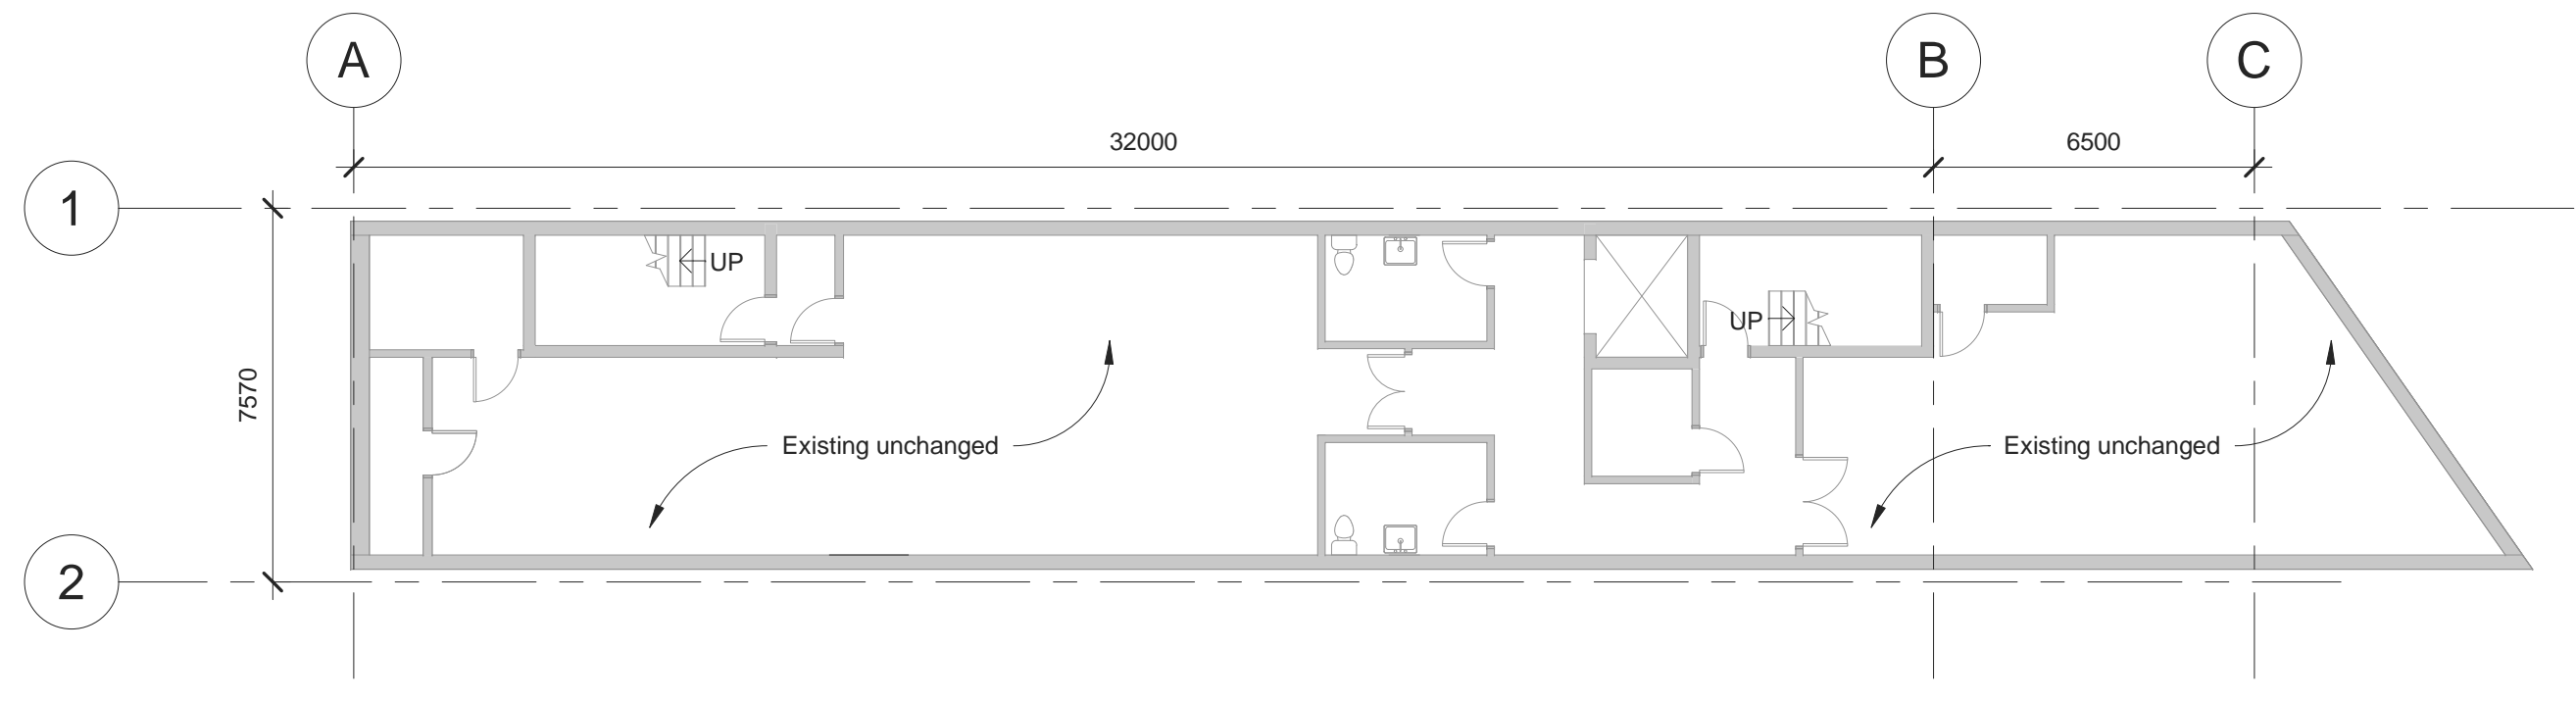 A
B
C
32000
6500
1
UP
UP
7570
Existing unchanged
Existing unchanged
2